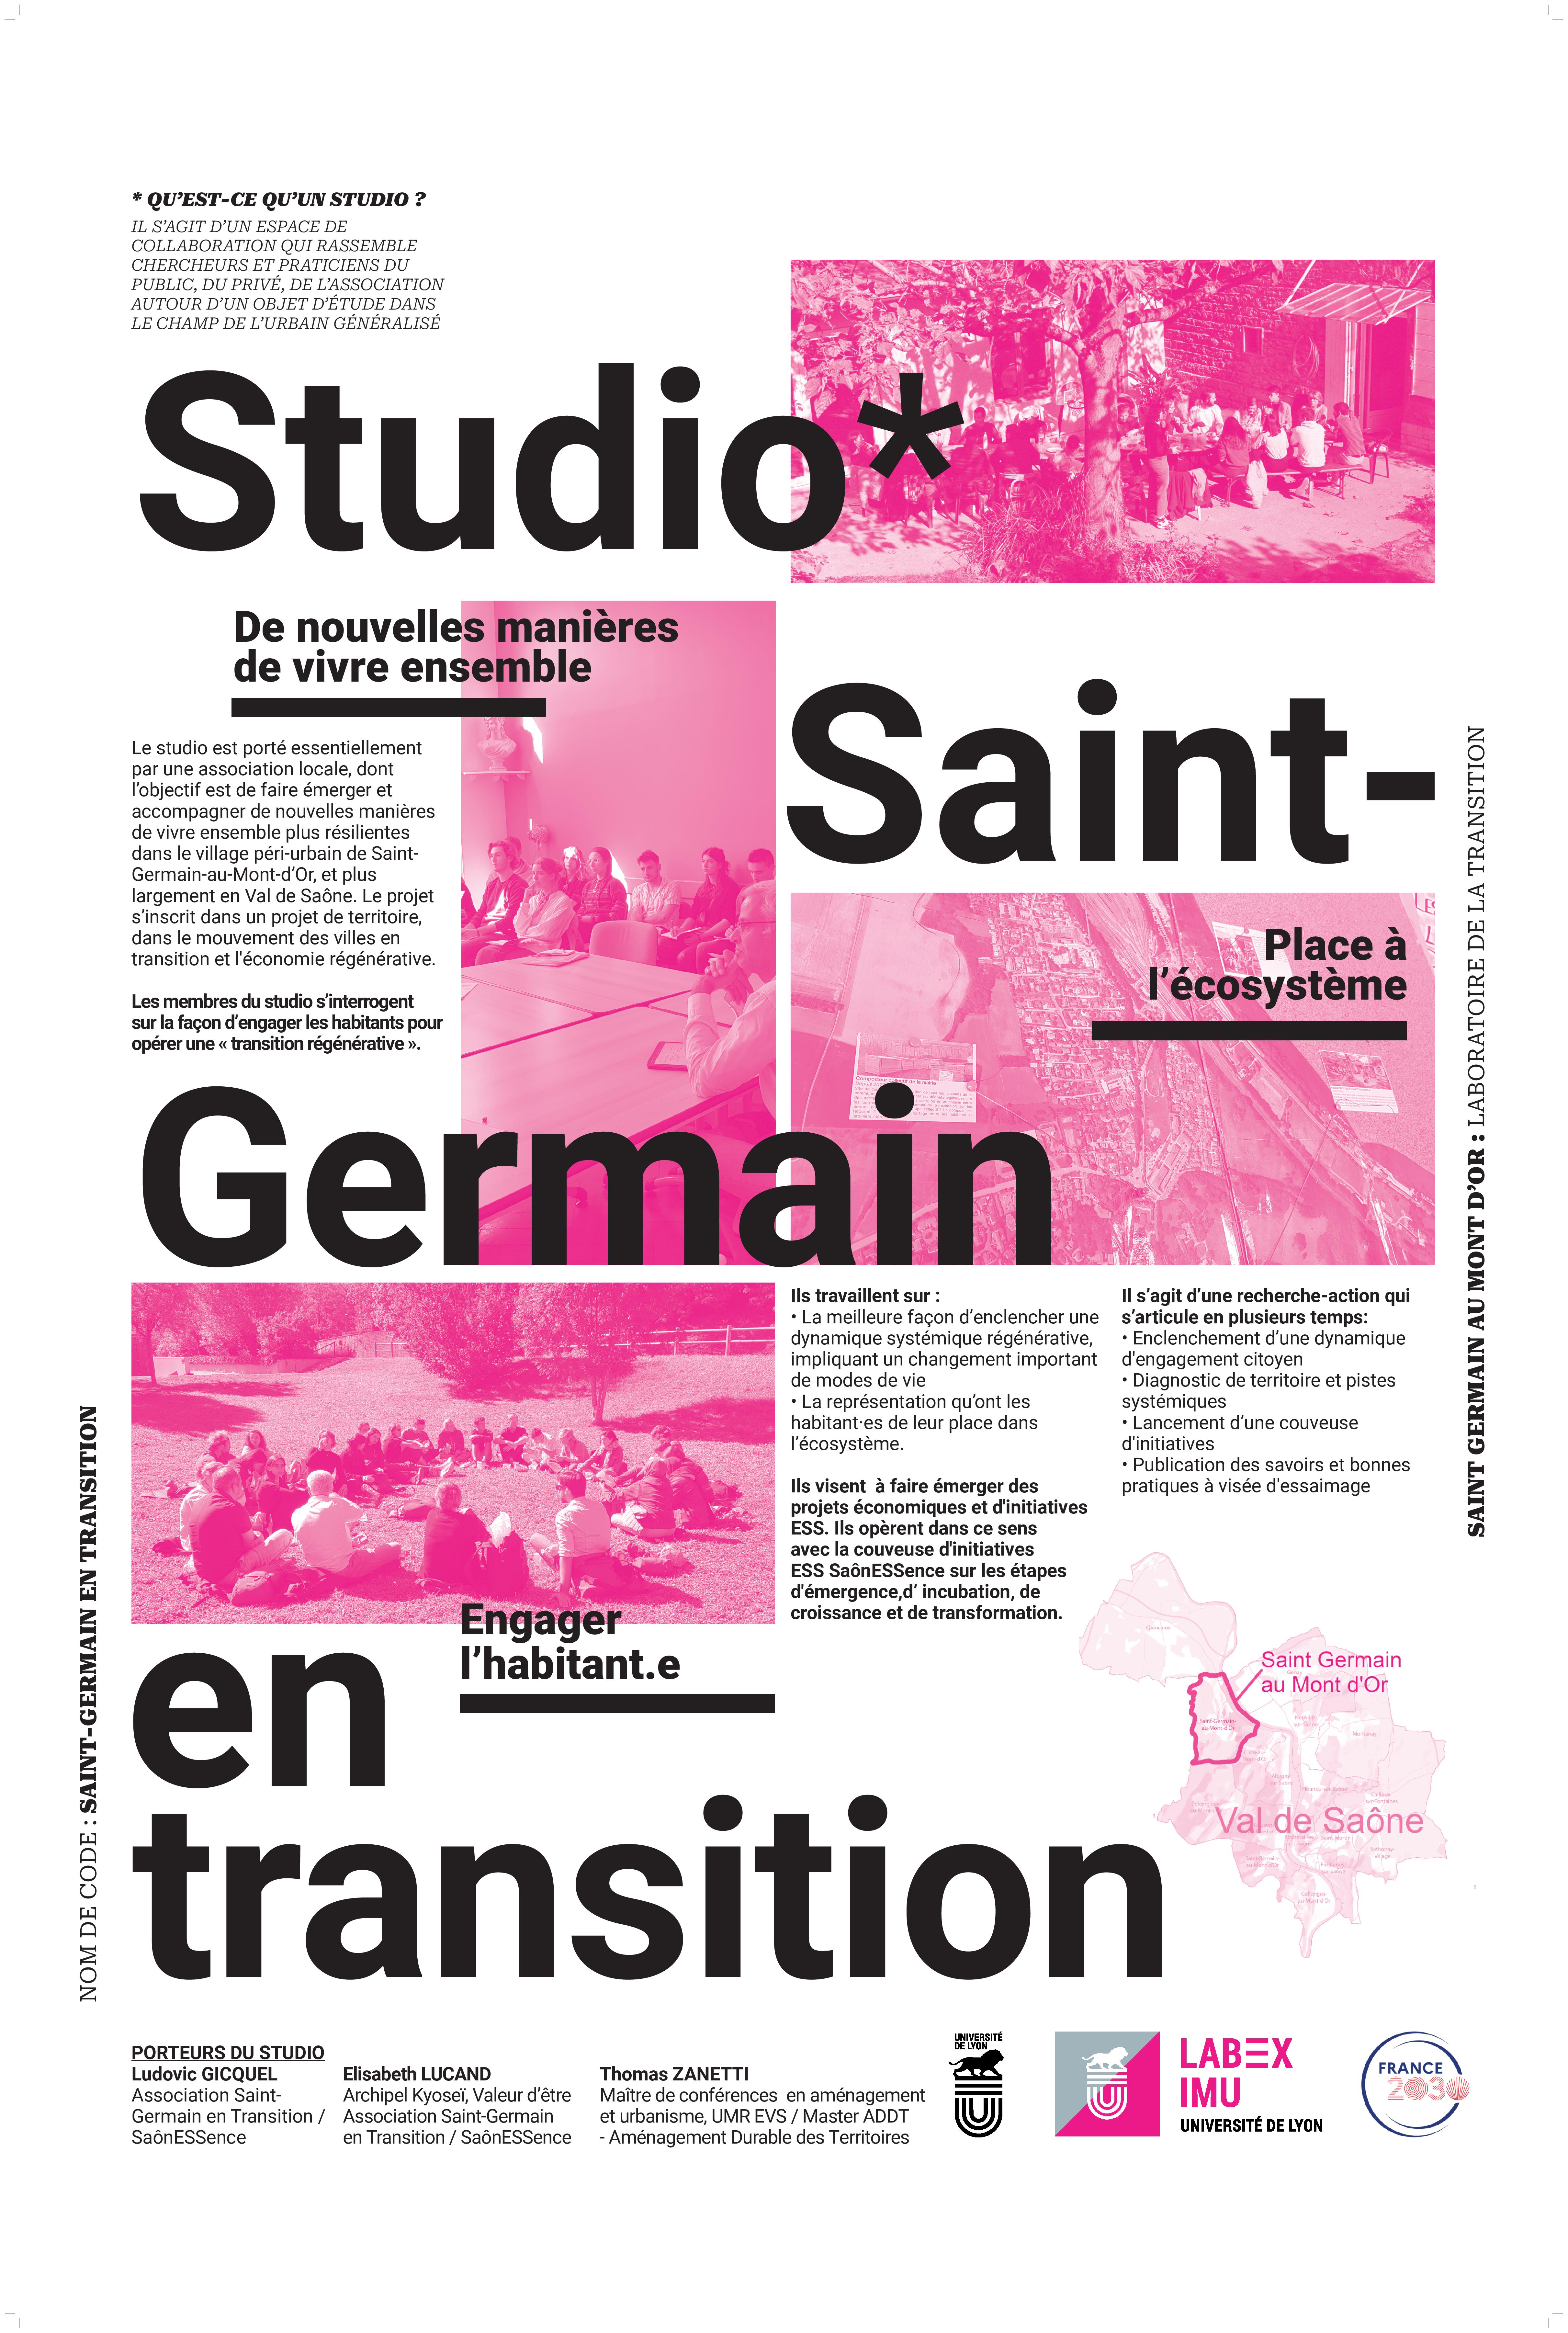 * QU’EST-CE QU’UN STUDIO ?
IL S’AGIT D’UN ESPACE DE
COLLABORATION QUI RASSEMBLE
CHERCHEURS ET PRATICIENS DU
PUBLIC, DU PRIVÉ, DE L’ASSOCIATION
AUTOUR D’UN OBJET D’ÉTUDE DANS
LE CHAMP DE L’URBAIN GÉNÉRALISÉ
Studio*
De nouvelles manières
de vivre ensemble
Le studio est porté essentiellement
par une association locale, dont
l’objectif est de faire émerger et
accompagner de nouvelles manières
de vivre ensemble plus résilientes
dans le village péri-urbain de Saint-
Germain-au-Mont-d’Or, et plus
largement en Val de Saône. Le projet
s’inscrit dans un projet de territoire,
dans le mouvement des villes en
transition et l'économie régénérative.
Les membres du studio s’interrogent
sur la façon d’engager les habitants pour
opérer une « transition régénérative ».
Saint-
Place à
l’écosystème
Germain
Ils travaillent sur :
• La meilleure façon d’enclencher une
dynamique systémique régénérative,
impliquant un changement important
de modes de vie
• La représentation qu’ont les
habitant·es de leur place dans
l’écosystème.
Ils visent  à faire émerger des
projets économiques et d'initiatives
ESS. Ils opèrent dans ce sens
avec la couveuse d'initiatives
ESS SaônESSence sur les étapes
d'émergence,d’ incubation, de
croissance et de transformation.
Il s’agit d’une recherche-action qui
s’articule en plusieurs temps:
• Enclenchement d’une dynamique
d'engagement citoyen
• Diagnostic de territoire et pistes
systémiques
• Lancement d’une couveuse
d'initiatives
• Publication des savoirs et bonnes
pratiques à visée d'essaimage
Engager
l’habitant.e
en
transition
Saint Germain
au Mont d'Or
Val de Saône
NOM DE CODE : SAINT-GERMAIN EN TRANSITION
SAINT GERMAIN AU MONT D’OR : LABORATOIRE DE LA TRANSITION
PORTEURS DU STUDIO
Ludovic GICQUEL
Association Saint-
Germain en Transition /
SaônESSence
Elisabeth LUCAND
Archipel Kyoseï, Valeur d’être
Association Saint-Germain
en Transition / SaônESSence
Thomas ZANETTI
Maître de conférences  en aménagement
et urbanisme, UMR EVS / Master ADDT
- Aménagement Durable des Territoires
UNIVERSITÉ
DE LYON
LABEX
IMU
UNIVERSITÉ DE LYON
FRANCE
2030